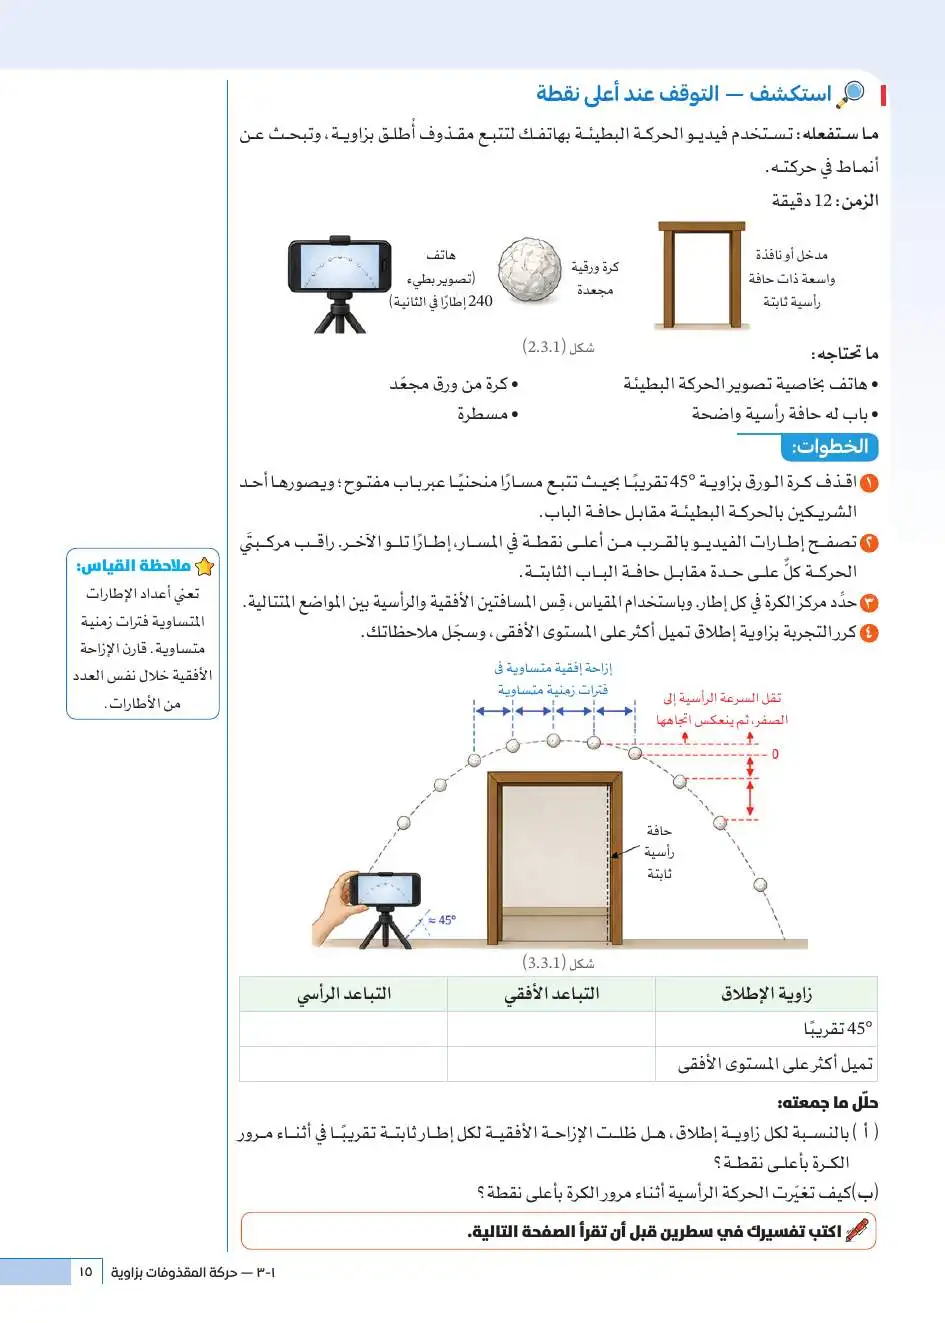 استكشف — التوقف عند أعلى نقطة
ما ستفعله: تستخدم فيديو الحركة البطيئة بهاتفك لتتبع مقذوف أُطلق بزاوية، وتبحث عن
أنماط في حركته.
الزمن: 12 دقيقة
مدخل أو نافذة
واسعة ذات حافة
رأسية ثابتة
كرة ورقية
مجعدة
هاتف
(تصوير بطيء
240 إطارًا في الثانية)
شكل (2.3.1)
ما تحتاجه:
• هاتف بخاصية تصوير الحركة البطيئة
• كرة من ورق مجعّد
• باب له حافة رأسية واضحة
• مسطرة
الخطوات:
١ اقذف كرة الورق بزاوية °45 تقريبًا بحيث تتبع مسارًا منحنيًا عبر باب مفتوح؛ ويصورها أحد
الشريكين بالحركة البطيئة مقابل حافة الباب.
٢ تصفح إطارات الفيديو بالقرب من أعلى نقطة في المسار، إطارًا تلو الآخر. راقب مركبتَي
الحركة كلٌ على حدة مقابل حافة الباب الثابتة.
٣ حدِّد مركز الكرة في كل إطار. وباستخدام المقياس، قِس المسافتين الأفقية والرأسية بين المواضع المتتالية.
٤ كرر التجربة بزاوية إطلاق تميل أكثر على المستوى الأفقى، وسجّل ملاحظاتك.
ملاحظة القياس:
تعني أعداد الإطارات
المتساوية فترات زمنية
متساوية. قارن الإزاحة
الأفقية خلال نفس العدد
من الأطارات.
إزاحة إفقية متساوية فى
فترات زمنية متساوية
تقل السرعة الرأسية إلى
الصفر، ثم ينعكس اتجاهها
0
حافة
رأسية
ثابتة
≈ 45°
شكل (3.3.1)
زاوية الإطلاق
التباعد الأفقي
التباعد الرأسي
°45 تقريبًا
تميل أكثر على المستوى الأفقى
حلّل ما جمعته:
( أ ) بالنسبة لكل زاوية إطلاق، هل ظلت الإزاحة الأفقية لكل إطار ثابتة تقريبًا في أثناء مرور
الكرة بأعلى نقطة؟
(ب)كيف تغيّرت الحركة الرأسية أثناء مرور الكرة بأعلى نقطة؟
اكتب تفسيرك في سطرين قبل أن تقرأ الصفحة التالية.
٣-١ — حركة المقذوفات بزاوية
١٥